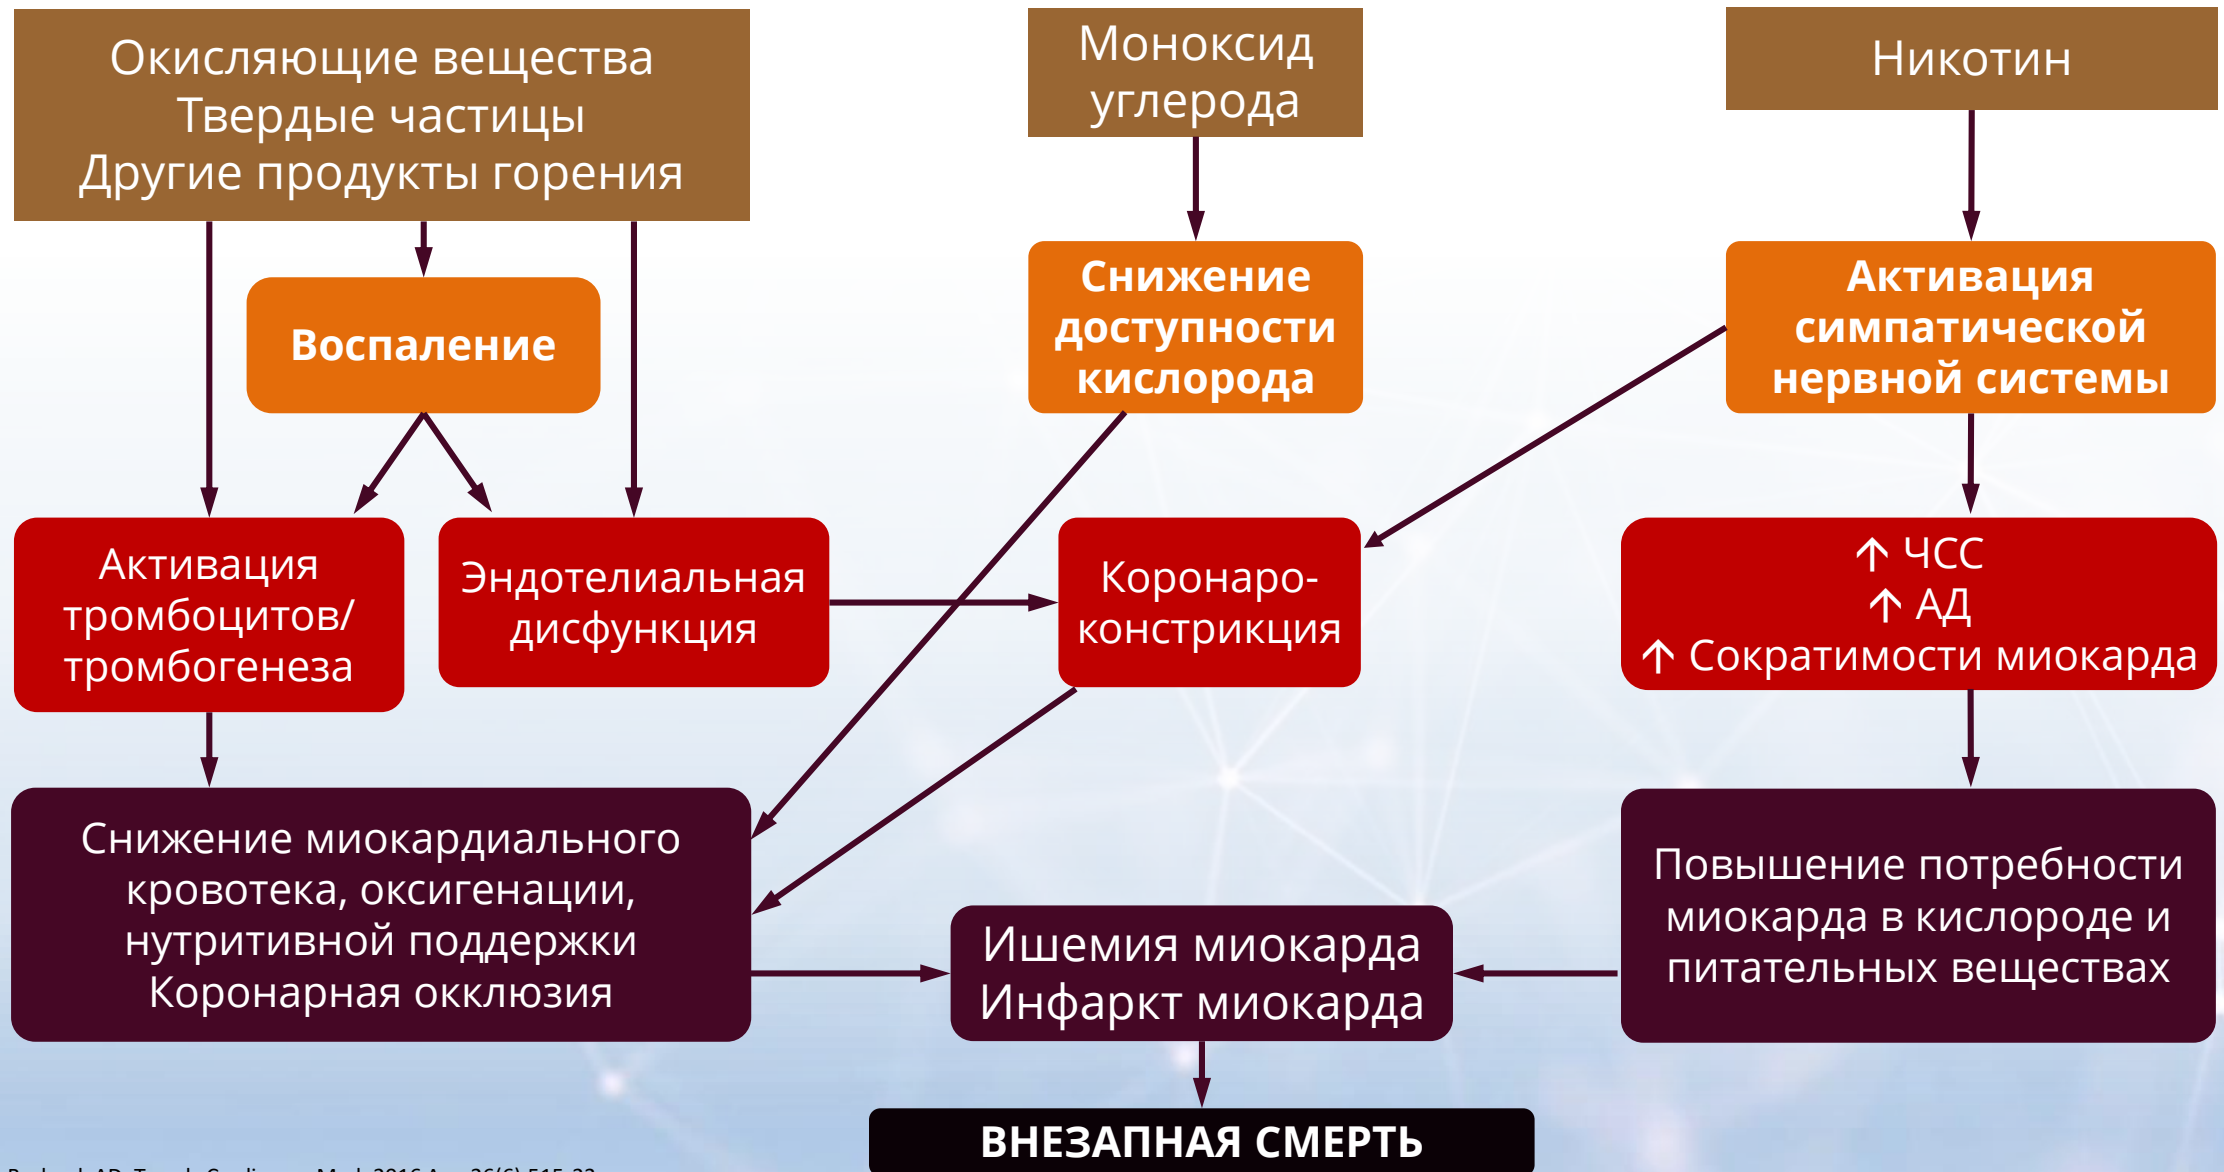 Окисляющие вещества
Твердые частицы
Другие продукты горения
Моноксид
углерода
Никотин
Воспаление
Снижение
доступности
кислорода
Активация
симпатической
нервной системы
Активация
тромбоцитов/
тромбогенеза
Эндотелиальная
дисфункция
Коронаро-
констрикция
↑ ЧСС
↑ АД
↑ Сократимости миокарда
Снижение миокардиального
кровотека, оксигенации,
нутритивной поддержки
Коронарная окклюзия
Ишемия миокарда
Инфаркт миокарда
Повышение потребности
миокарда в кислороде и
питательных веществах
ВНЕЗАПНАЯ СМЕРТЬ